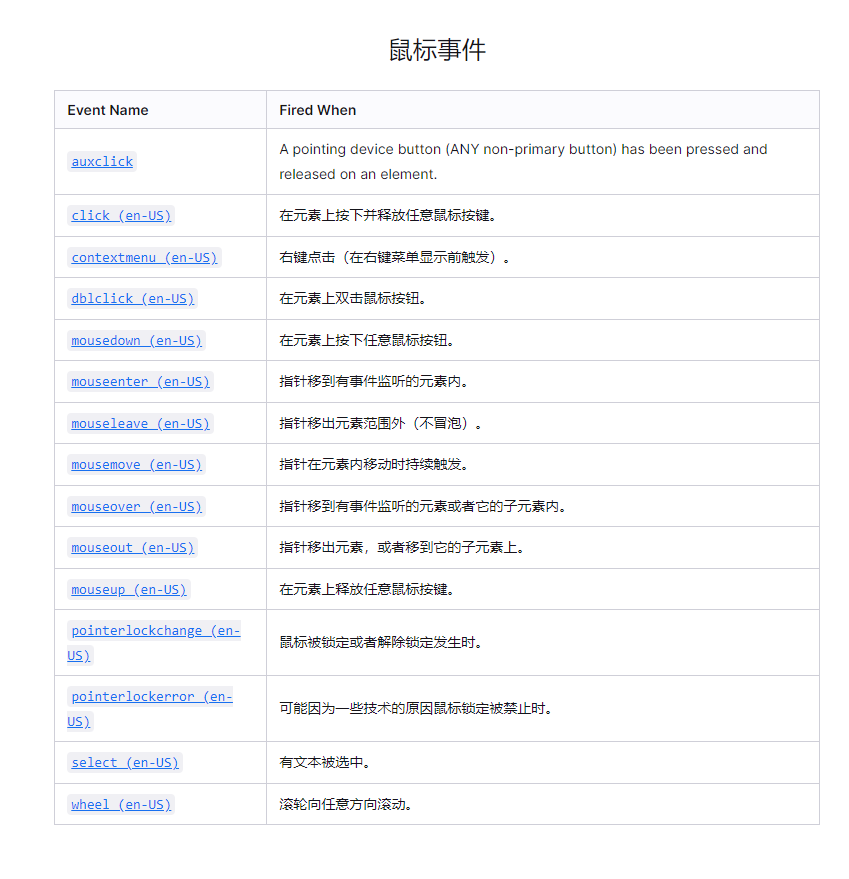 鼠标事件
Event Name Fired When
auxclick A pointing device button (ANY non-primary button) has been pressed and
released on an element.
click (en-US) 在元素上按下并释放任意鼠标按键。
contextmenu (en-US) 右键点击（在右键菜单显示前触发）。
dblclick (en-US) 在元素上双击鼠标按钮。
mousedown (en-US) 在元素上按下任意鼠标按钮。
mouseenter (en-US) 指针移到有事件监听的元素内。
mouseleave (en-US) 指针移出元素范围外（不冒泡）。
mousemove (en-US) 指针在元素内移动时持续触发。
mouseover (en-US) 指针移到有事件监听的元素或者它的子元素内。
mouseout (en-US) 指针移出元素，或者移到它的子元素上。
mouseup (en-US) 在元素上释放任意鼠标按键。
pointerlockchange (en-
US) 鼠标被锁定或者解除锁定发生时。
pointerlockerror (en-
US) 可能因为一些技术的原因鼠标锁定被禁止时。
select (en-US) 有文本被选中。
wheel (en-US) 滚轮向任意方向滚动。